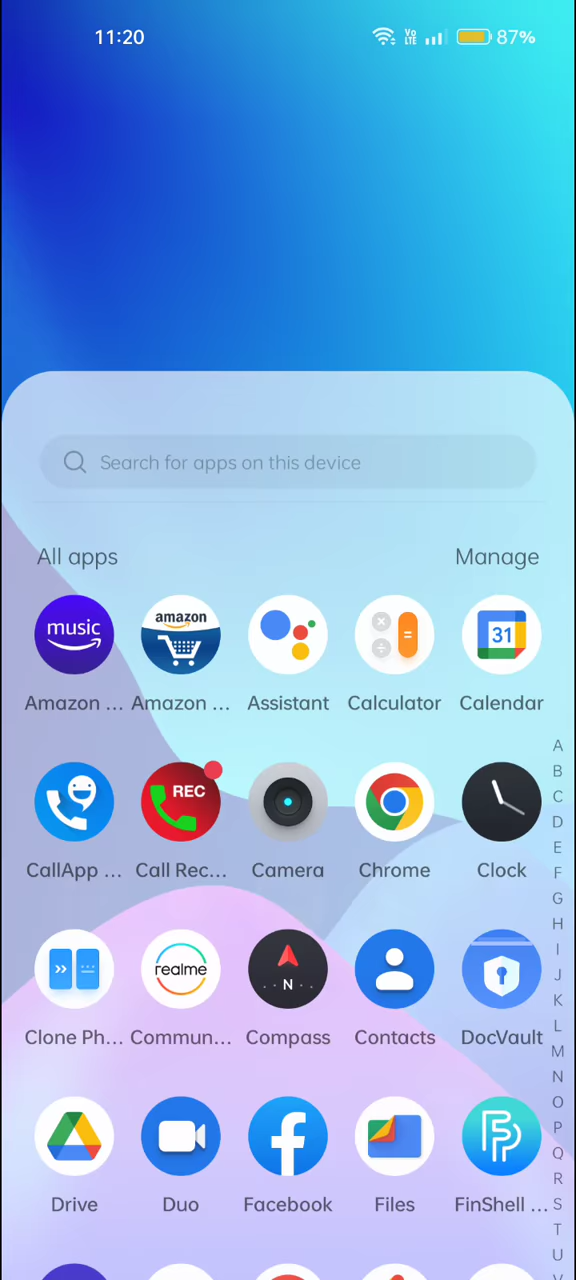 11:20 Vo LTE 87%
Search for apps on this device
All apps Manage
music amazon × ÷ = 31
Amazon ... Amazon ... Assistant Calculator Calendar
REC
CallApp ... Call Rec... Camera Chrome Clock
realme N
Clone Ph... Commun... Compass Contacts DocVault
Drive Duo Facebook Files FinShell ...
A
B
C
D
E
F
G
H
I
J
K
L
M
N
O
P
Q
R
S
T
U
V